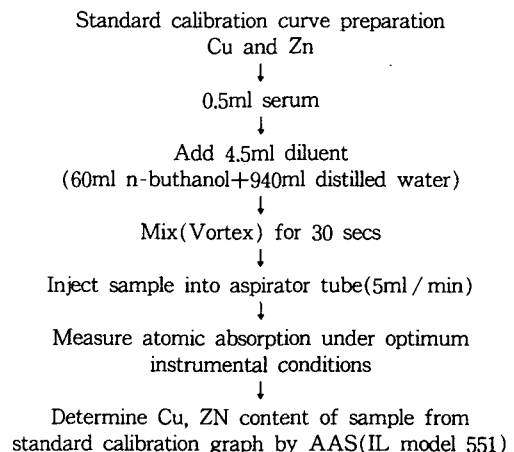 Standard calibration curve preparation
Cu and Zn
↓
0.5ml serum
↓
Add 4.5ml diluent
(60ml n-buthanol+940ml distilled water)
↓
Mix(Vortex) for 30 secs
↓
Inject sample into aspirator tube(5ml / min)
↓
Measure atomic absorption under optimum
instrumental conditions
↓
Determine Cu, ZN content of sample from
standard calibration graph by AAS(IL model 551)